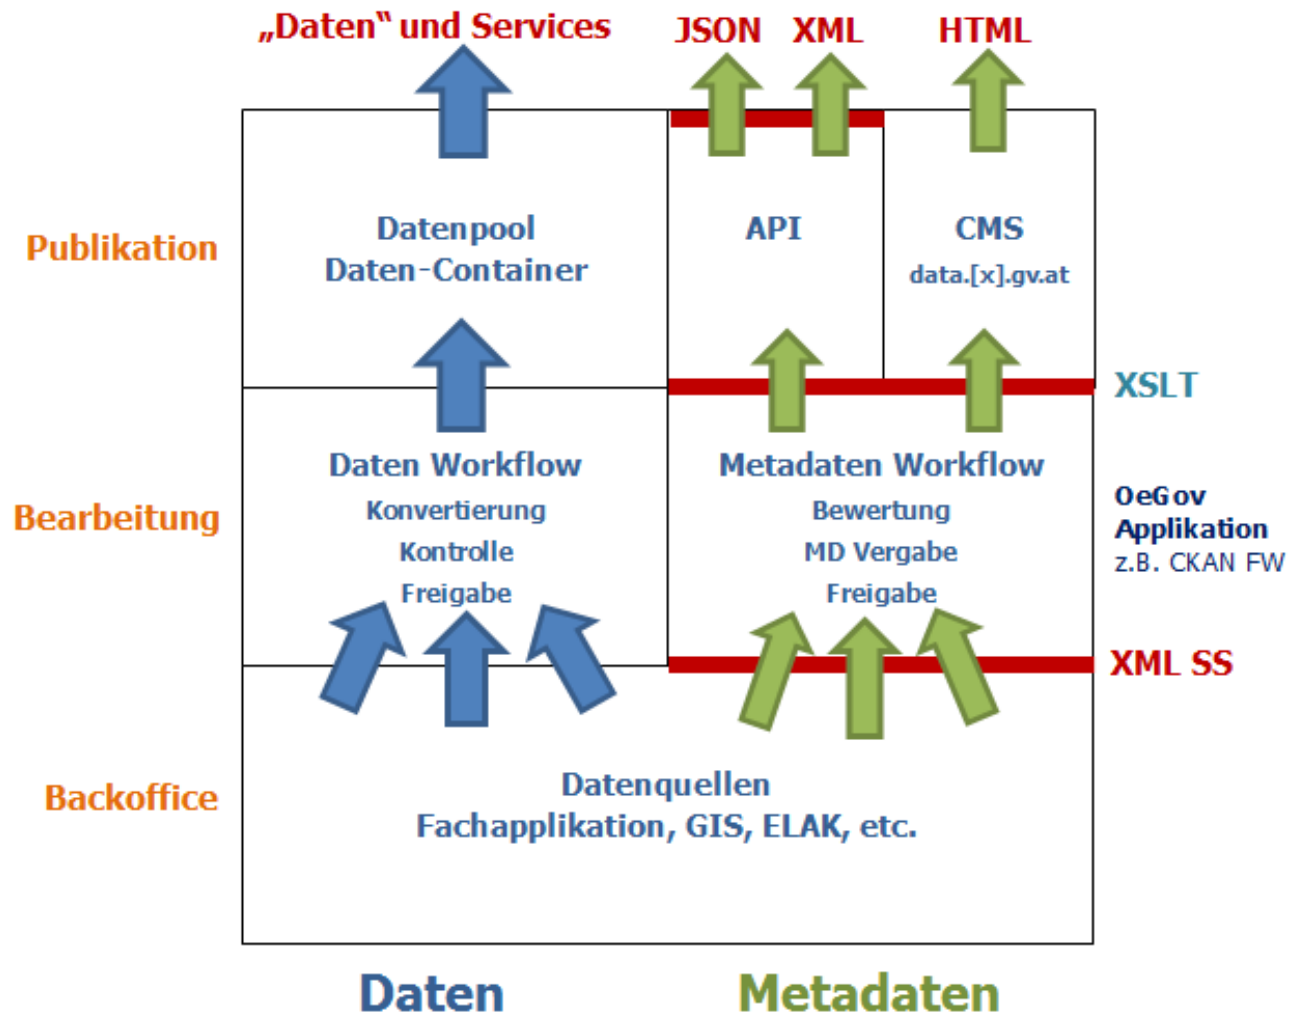 „Daten“ und Services
JSON
XML
HTML
Publikation
Datenpool
Daten-Container
API
CMS
data.[x].gv.at
XSLT
Bearbeitung
Daten Workflow
Konvertierung
Kontrolle
Freigabe
Metadaten Workflow
Bewertung
MD Vergabe
Freigabe
OeGov
Applikation
z.B. CKAN FW
XML SS
Backoffice
Datenquellen
Fachapplikation, GIS, ELAK, etc.
Daten
Metadaten